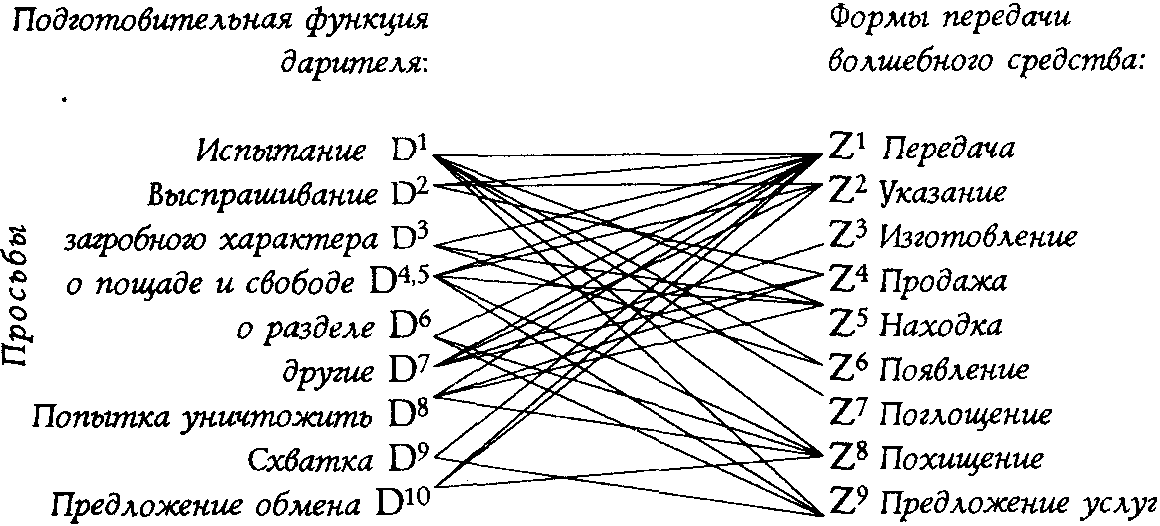 Подготовительная функция
дарителя:
Формы передачи
волшебного средства:
Просьбы
Испытание D¹
Выспрашивание D²
загробного характера D³
о пощаде и свободе D⁴,⁵
о разделе D⁶
другие D⁷
Попытка уничтожить D⁸
Схватка D⁹
Предложение обмена D¹⁰
Z¹ Передача
Z² Указание
Z³ Изготовление
Z⁴ Продажа
Z⁵ Находка
Z⁶ Появление
Z⁷ Поглощение
Z⁸ Похищение
Z⁹ Предложение услуг